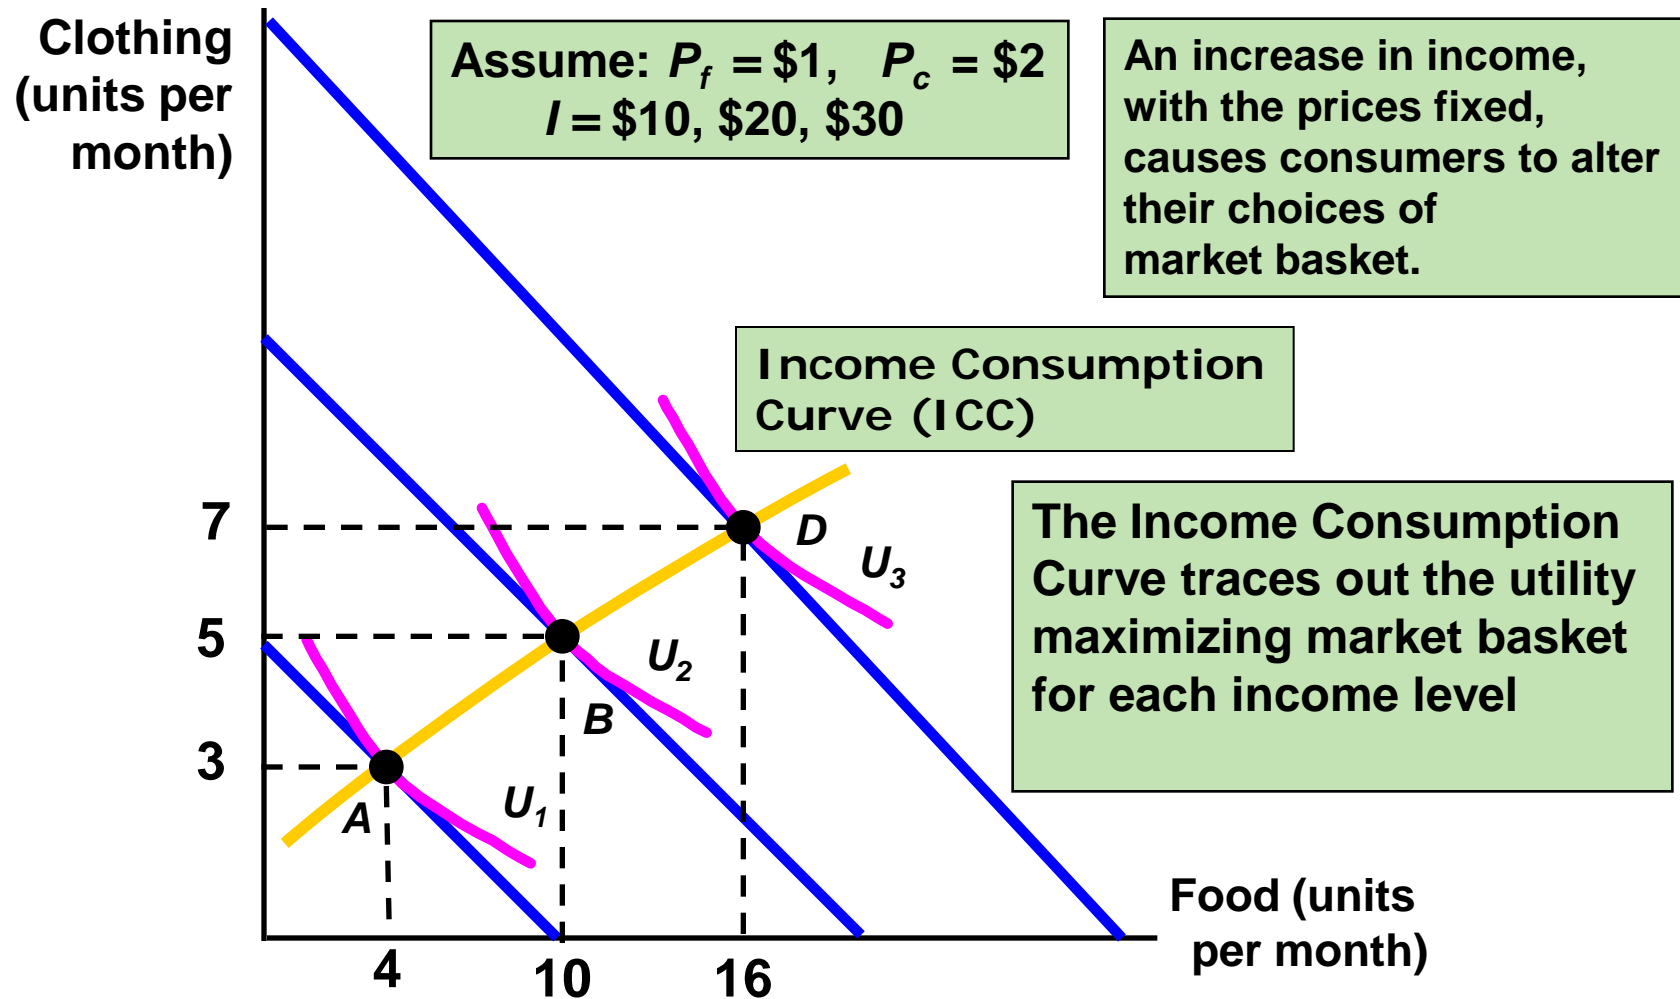 Clothing
(units per
month)
Assume: Pf = $1, Pc = $2
I = $10, $20, $30
An increase in income,
with the prices fixed,
causes consumers to alter
their choices of
market basket.
Income Consumption
Curve (ICC)
7
D
U3
The Income Consumption
Curve traces out the utility
maximizing market basket
for each income level
5
U2
B
3
A
U1
Food (units
per month)
4
10
16